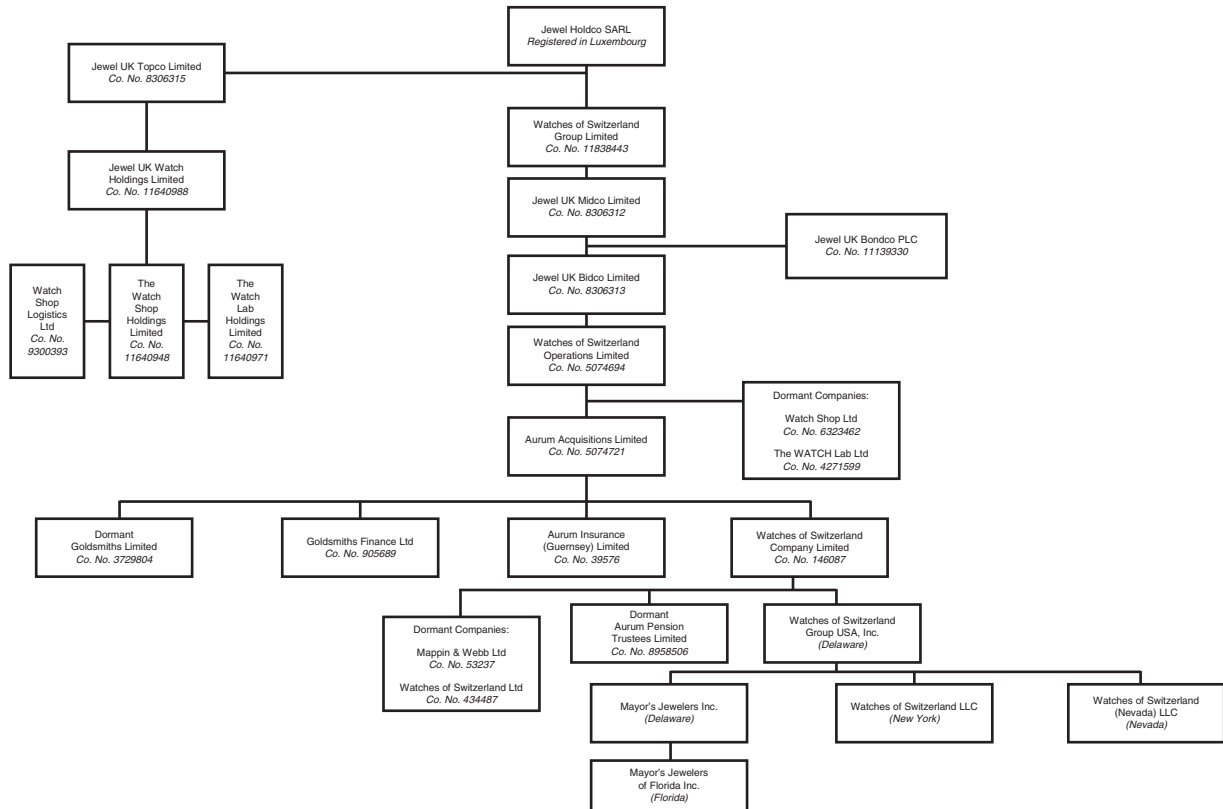 Jewel Holdco SARL
Registered in Luxembourg
Jewel UK Topco Limited
Co. No. 8306315
Watches of Switzerland
Group Limited
Co. No. 11838443
Jewel UK Watch
Holdings Limited
Co. No. 11640988
Jewel UK Midco Limited
Co. No. 8306312
Jewel UK Bondco PLC
Co. No. 11139330
Jewel UK Bidco Limited
Co. No. 8306313
Watch
Shop
Logistics
Ltd
Co. No.
9300393
The
Watch
Shop
Holdings
Limited
Co. No.
11640948
The
Watch
Lab
Holdings
Limited
Co. No.
11640971
Watches of Switzerland
Operations Limited
Co. No. 5074694
Dormant Companies:
Watch Shop Ltd
Co. No. 6323462
The WATCH Lab Ltd
Co. No. 4271599
Aurum Acquisitions Limited
Co. No. 5074721
Dormant
Goldsmiths Limited
Co. No. 3729804
Goldsmiths Finance Ltd
Co. No. 905689
Aurum Insurance
(Guernsey) Limited
Co. No. 39576
Watches of Switzerland
Company Limited
Co. No. 146087
Dormant Companies:
Mappin & Webb Ltd
Co. No. 53237
Watches of Switzerland Ltd
Co. No. 434487
Dormant
Aurum Pension
Trustees Limited
Co. No. 8958506
Watches of Switzerland
Group USA, Inc.
(Delaware)
Mayor's Jewelers Inc.
(Delaware)
Watches of Switzerland LLC
(New York)
Watches of Switzerland
(Nevada) LLC
(Nevada)
Mayor's Jewelers
of Florida Inc.
(Florida)